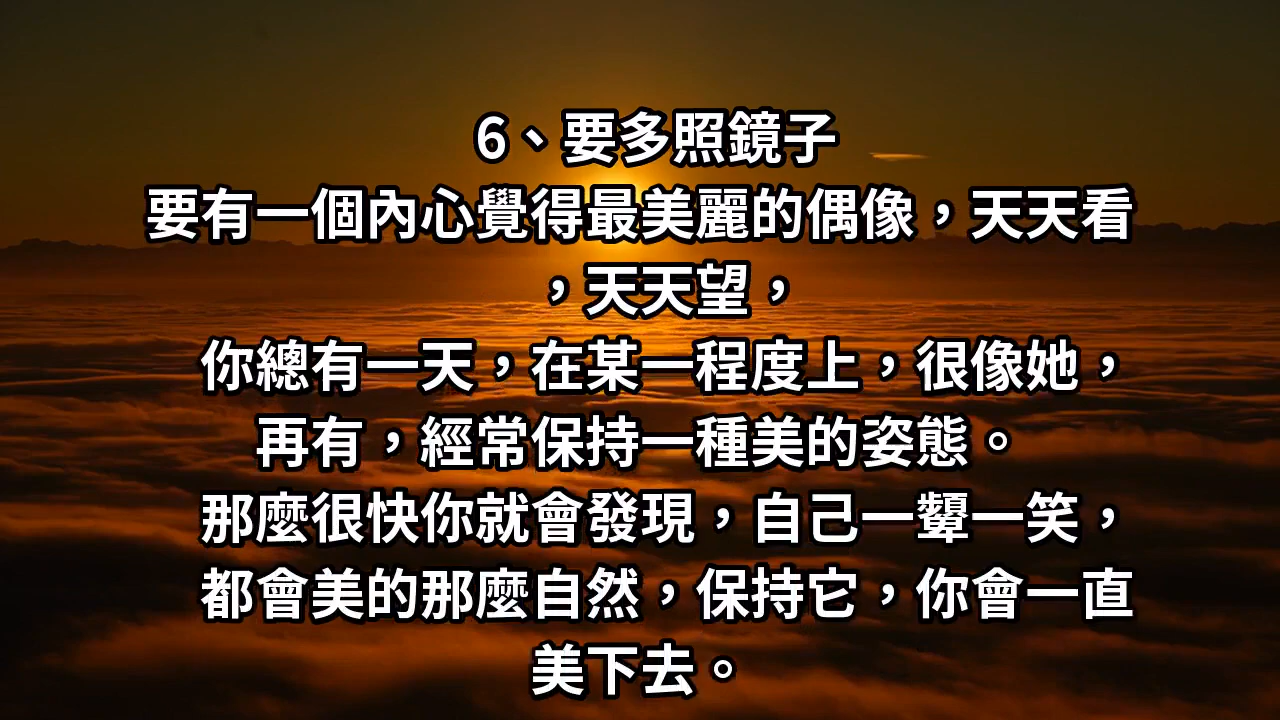 6、要多照鏡子
要有一個內心覺得最美麗的偶像，天天看
，天天望，
你總有一天，在某一程度上，很像她，
再有，經常保持一種美的姿態。
那麼很快你就會發現，自己一顰一笑，
都會美的那麼自然，保持它，你會一直
美下去。